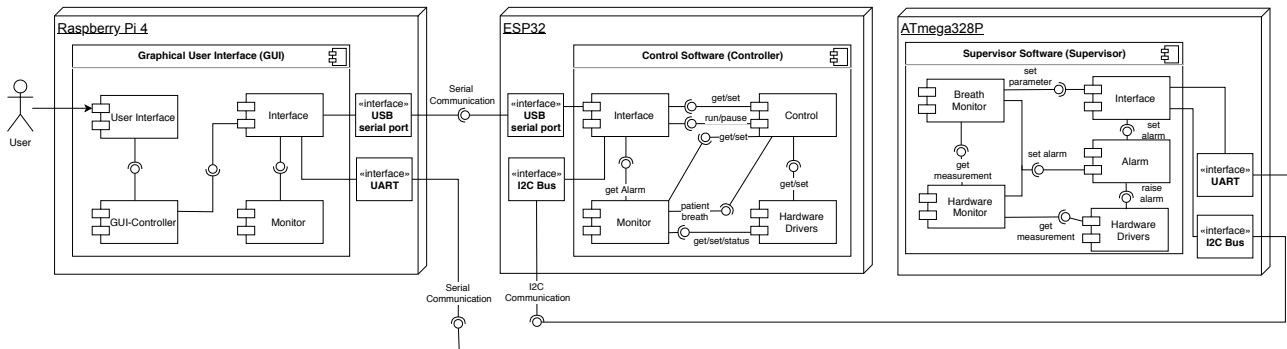 Raspberry Pi 4
Graphical User Interface (GUI)
User
User Interface
Interface
GUI-Controller
Monitor
«interface»
USB
serial port
«interface»
UART
Serial
Communication
Serial
Communication
ESP32
Control Software (Controller)
«interface»
USB
serial port
«interface»
I2C Bus
Interface
get/set
run/pause
get/set
Control
get Alarm
get/set
Monitor
patient
breath
get/set/status
Hardware
Drivers
I2C
Communication
ATmega328P
Supervisor Software (Supervisor)
Breath
Monitor
set
parameter
Interface
set
alarm
get
measurement
set alarm
Alarm
raise
alarm
Hardware
Monitor
get
measurement
Hardware
Drivers
«interface»
UART
«interface»
I2C Bus